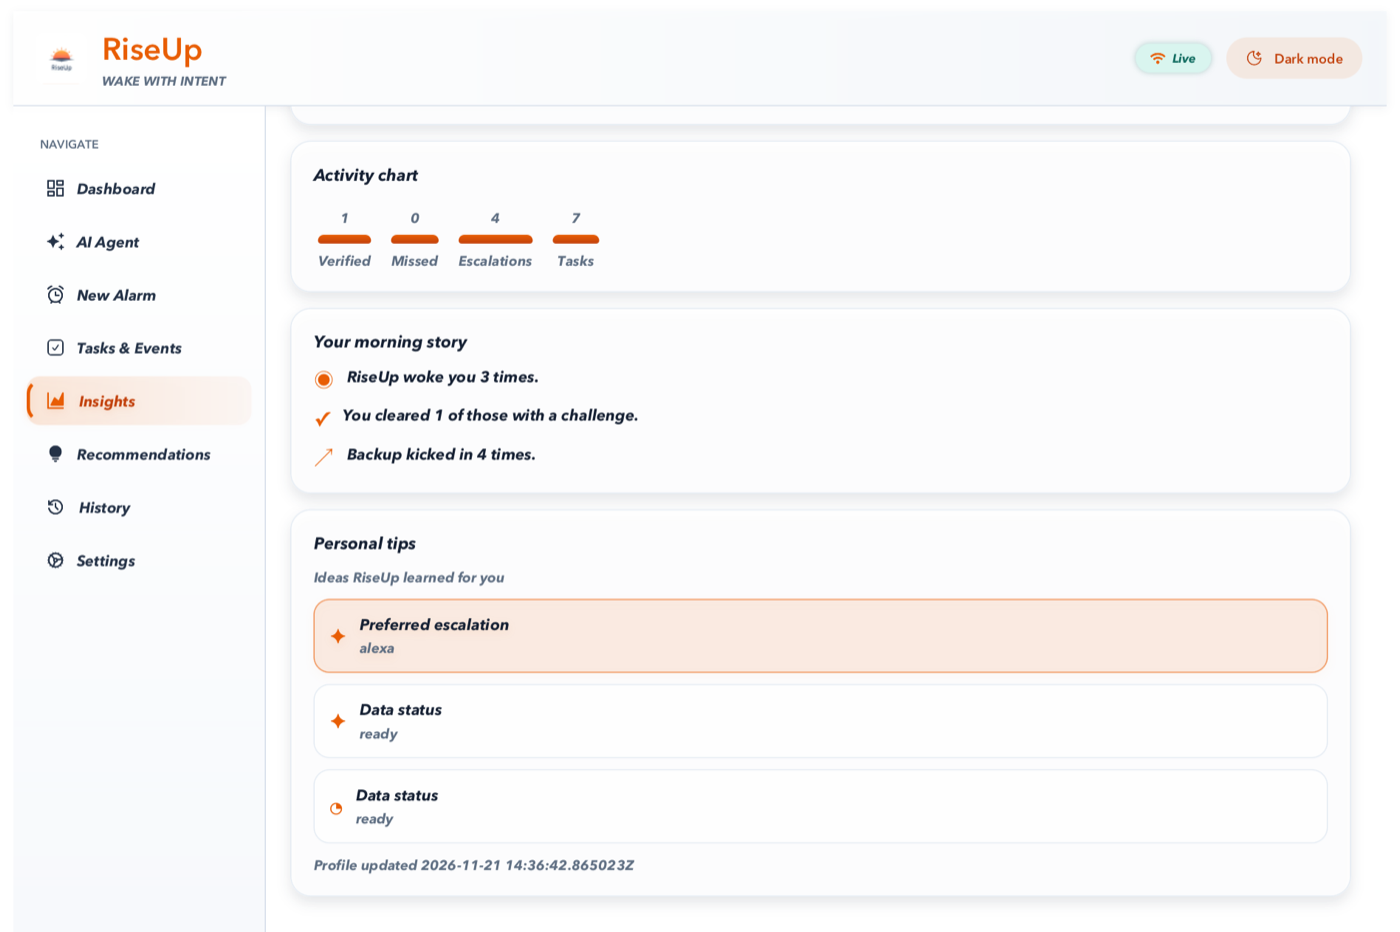 RiseUp
RiseUp
WAKE WITH INTENT
Live
Dark mode
NAVIGATE
Dashboard
AI Agent
New Alarm
Tasks & Events
Insights
Recommendations
History
Settings
Activity chart
1 0 4 7
Verified Missed Escalations Tasks
Your morning story
RiseUp woke you 3 times.
You cleared 1 of those with a challenge.
Backup kicked in 4 times.
Personal tips
Ideas RiseUp learned for you
Preferred escalation
alexa
Data status
ready
Data status
ready
Profile updated 2026-11-21 14:36:42.865023Z